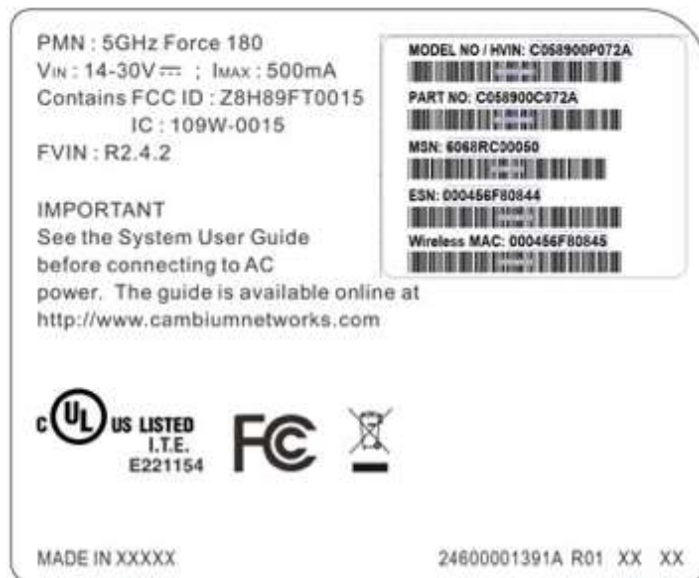 PMN : 5GHz Force 180
VIN : 14-30V ⎓ ; IMAX : 500mA
Contains FCC ID : Z8H89FT0015
IC : 109W-0015
FVIN : R2.4.2
IMPORTANT
See the System User Guide
before connecting to AC
power. The guide is available online at
http://www.cambiumnetworks.com
MODEL NO / HVIN: C058900P072A
PART NO: C058900C072A
MSN: 6068RC00050
ESN: 000456F80844
Wireless MAC: 000456F80845
C UL US LISTED
I.T.E.
E221154
FC
MADE IN XXXXX
24600001391A R01 XX XX